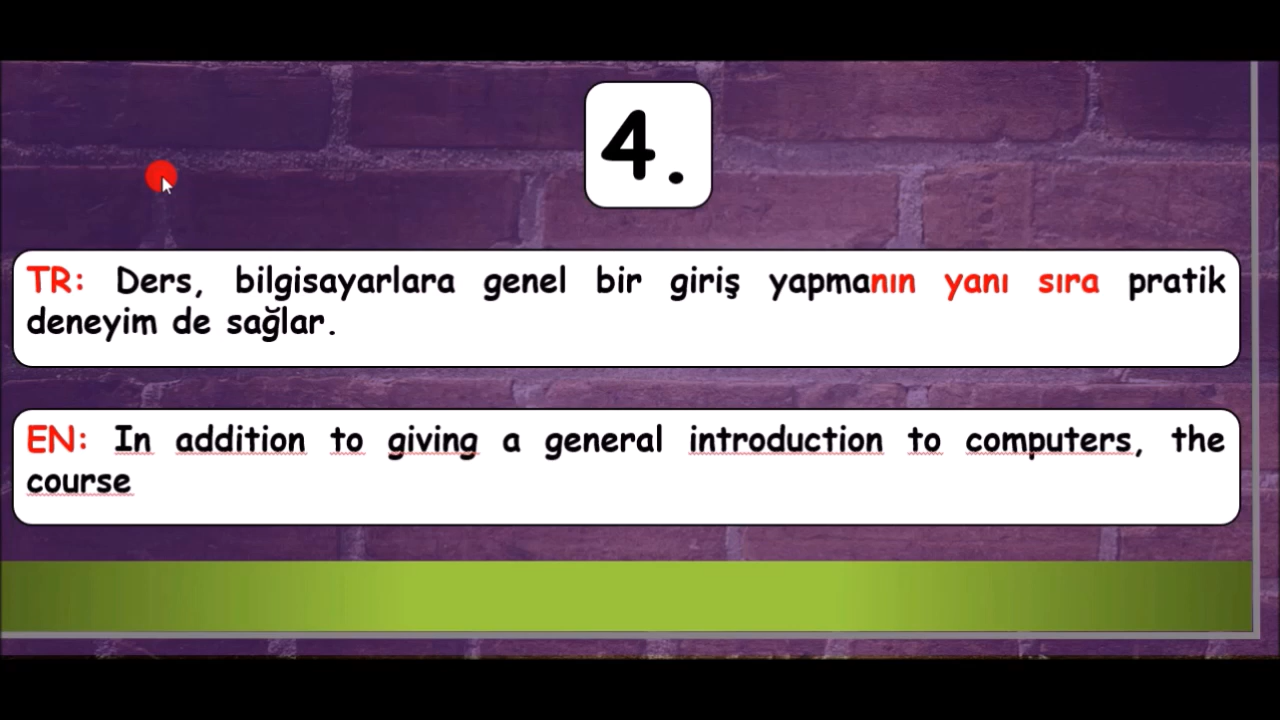 4.
TR: Ders, bilgisayarlara genel bir giriş yapmanın yanı sıra pratik
deneyim de sağlar.
EN: In addition to giving a general introduction to computers, the
course